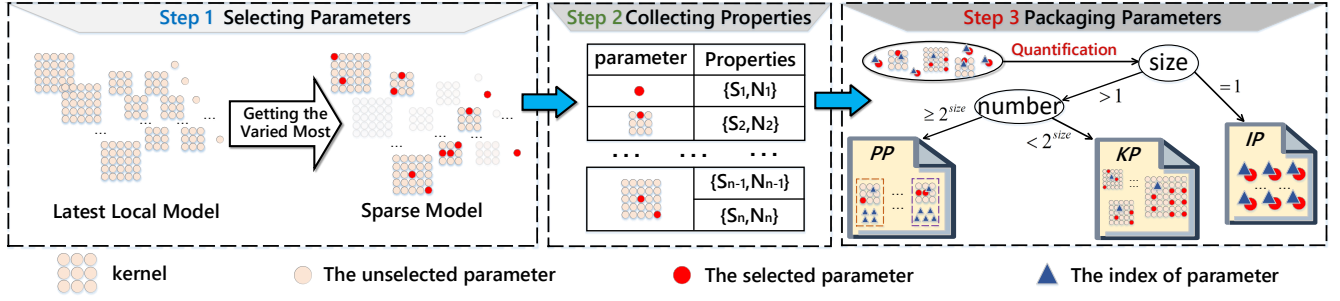 Step 1 Selecting Parameters
Getting the
Varied Most
...
...
...
...
...
...
Latest Local Model
Sparse Model
Step 2 Collecting Properties
parameter
Properties
{S1,N1}
{S2,N2}
... ... ...
{Sn-1,Nn-1}
{Sn,Nn}
Step 3 Packaging Parameters
Quantification
size
number
>1
=1
≥ 2^size
< 2^size
PP
...
...
KP
...
...
IP
... ...
kernel
The unselected parameter
The selected parameter
The index of parameter